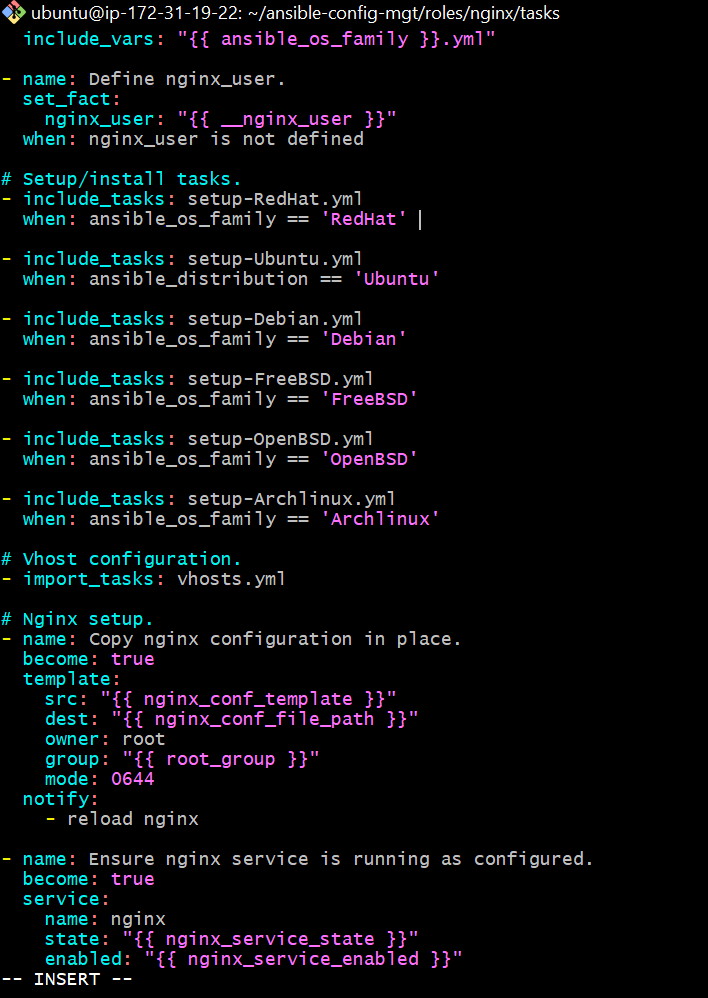 ubuntu@ip-172-31-19-22: ~/ansible-config-mgt/roles/nginx/tasks
  include_vars: "{{ ansible_os_family }}.yml"

- name: Define nginx_user.
  set_fact:
    nginx_user: "{{ __nginx_user }}"
  when: nginx_user is not defined

# Setup/install tasks.
- include_tasks: setup-RedHat.yml
  when: ansible_os_family == 'RedHat'

- include_tasks: setup-Ubuntu.yml
  when: ansible_distribution == 'Ubuntu'

- include_tasks: setup-Debian.yml
  when: ansible_os_family == 'Debian'

- include_tasks: setup-FreeBSD.yml
  when: ansible_os_family == 'FreeBSD'

- include_tasks: setup-OpenBSD.yml
  when: ansible_os_family == 'OpenBSD'

- include_tasks: setup-Archlinux.yml
  when: ansible_os_family == 'Archlinux'

# Vhost configuration.
- import_tasks: vhosts.yml

# Nginx setup.
- name: Copy nginx configuration in place.
  become: true
  template:
    src: "{{ nginx_conf_template }}"
    dest: "{{ nginx_conf_file_path }}"
    owner: root
    group: "{{ root_group }}"
    mode: 0644
  notify:
    - reload nginx

- name: Ensure nginx service is running as configured.
  become: true
  service:
    name: nginx
    state: "{{ nginx_service_state }}"
    enabled: "{{ nginx_service_enabled }}"
-- INSERT --